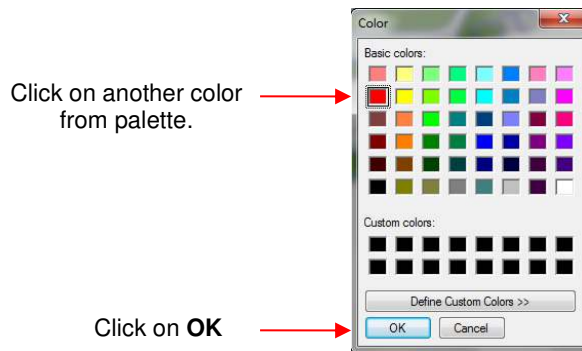 Color
Basic colors:
Click on another color
from palette.
Custom colors:
Define Custom Colors >>
Click on OK
OK
Cancel